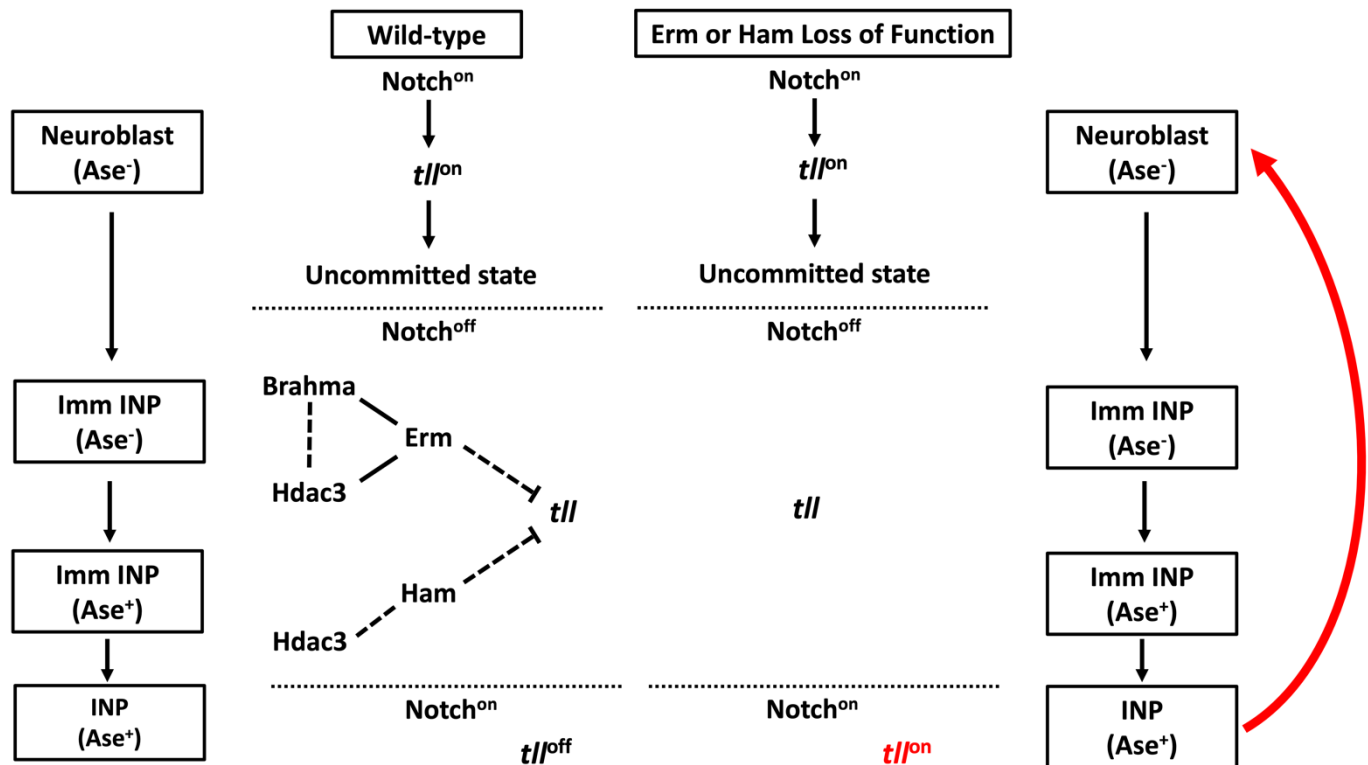 Wild-type
Erm or Ham Loss of Function
Notchᵒⁿ
Notchᵒⁿ
Neuroblast
(Ase⁻)
Neuroblast
(Ase⁻)
tllᵒⁿ
tllᵒⁿ
Uncommitted state
Uncommitted state
Notchᵒᶠᶠ
Notchᵒᶠᶠ
Brahma
Imm INP
(Ase⁻)
Erm
Imm INP
(Ase⁻)
Hdac3
tll
tll
Imm INP
(Ase⁺)
Ham
Imm INP
(Ase⁺)
Hdac3
INP
(Ase⁺)
Notchᵒⁿ
Notchᵒⁿ
INP
(Ase⁺)
tllᵒᶠᶠ
tllᵒⁿ